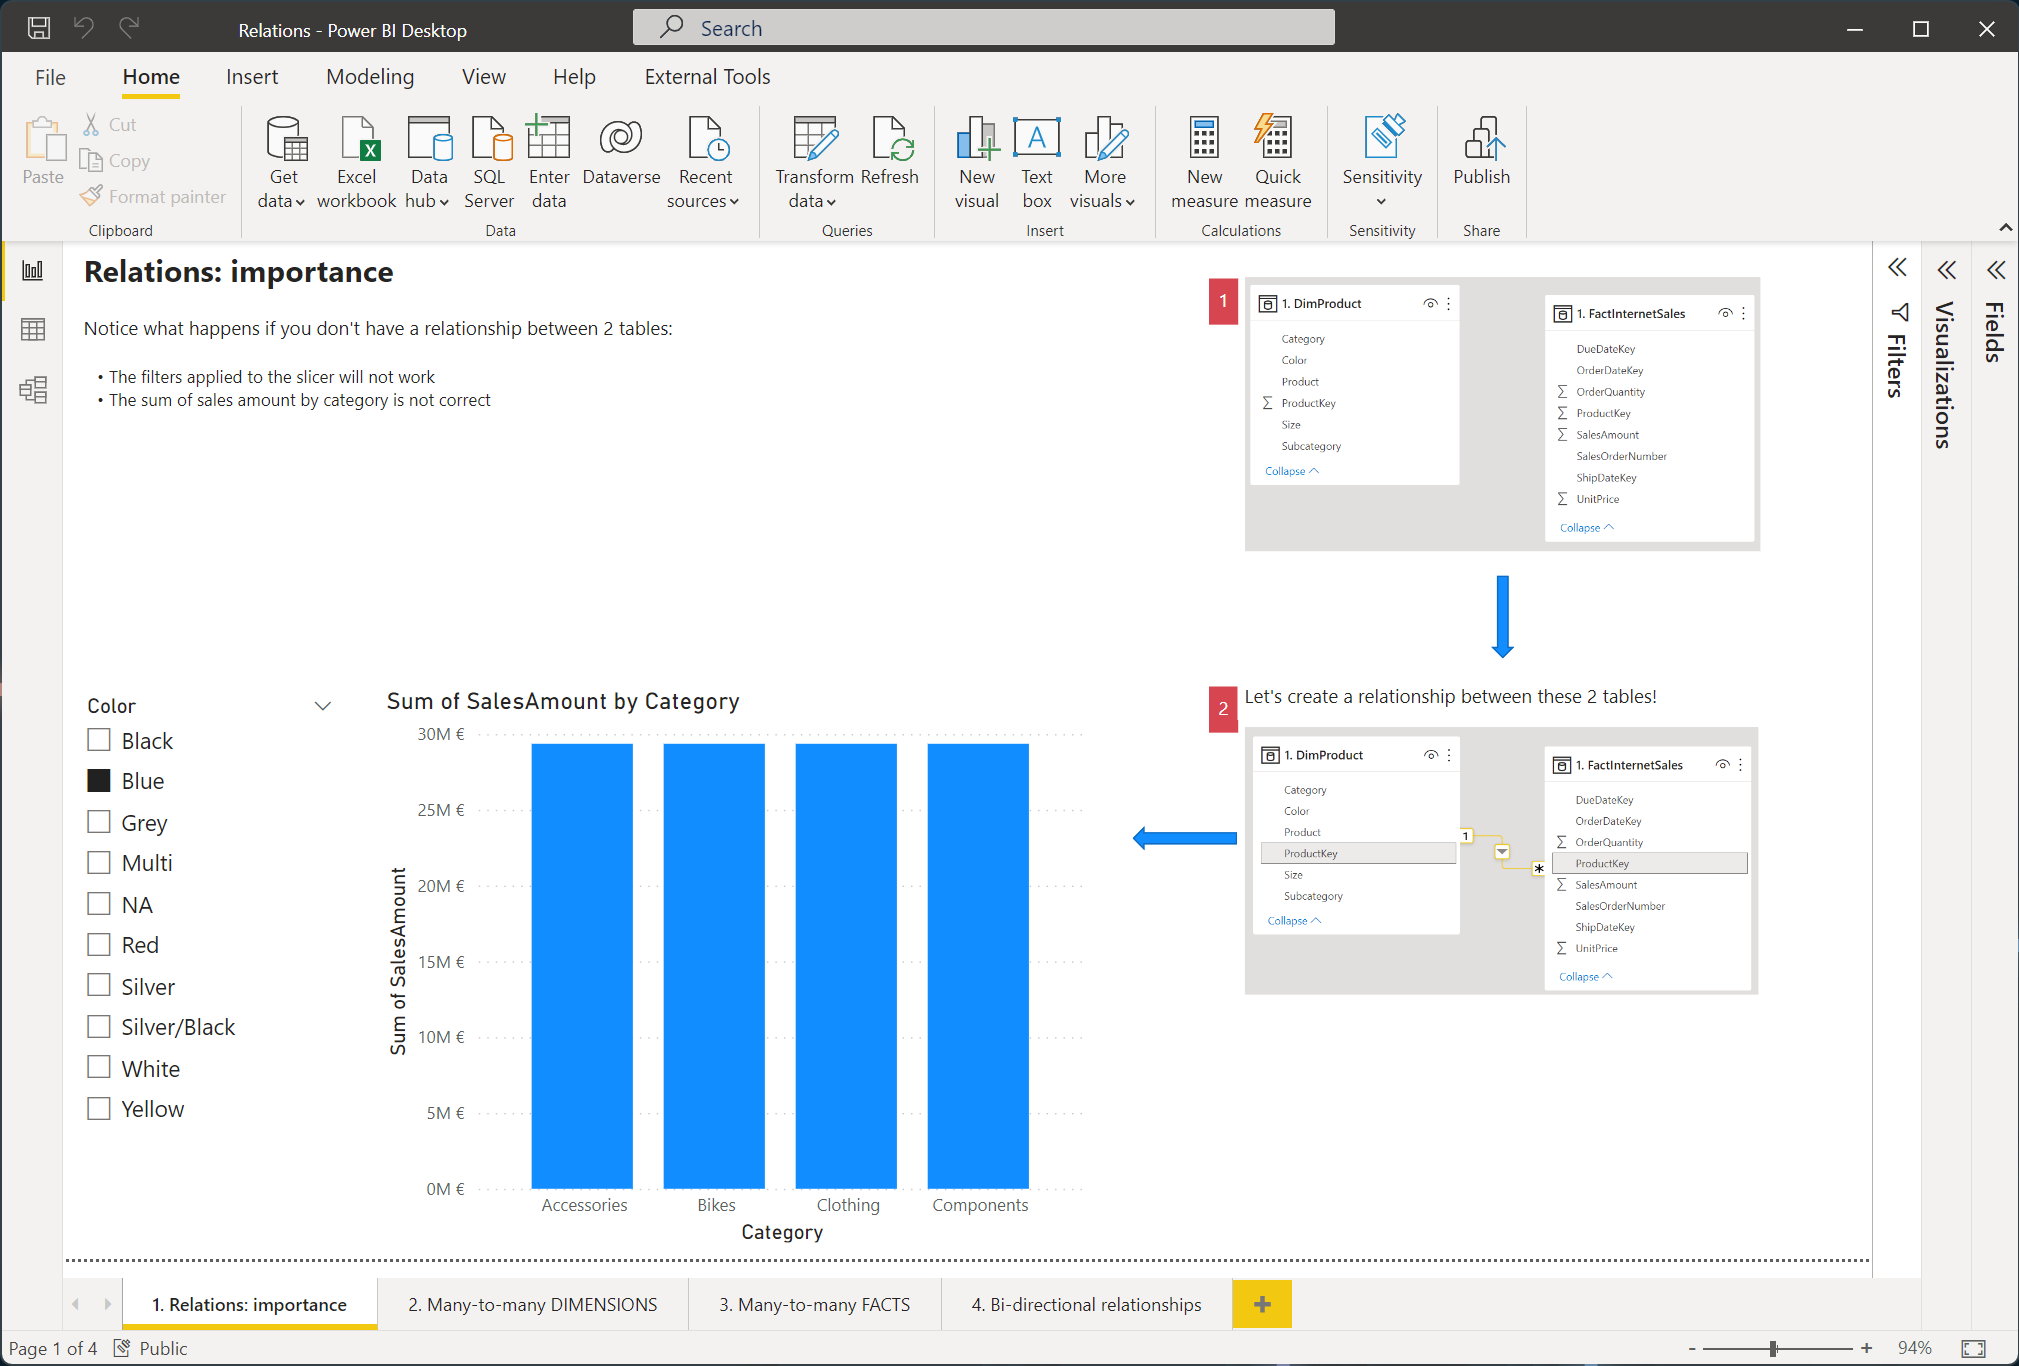 Relations - Power BI Desktop
Search
File Home Insert Modeling View Help External Tools
Paste
Cut
Copy
Format painter
Clipboard
Get data
Excel workbook
Data hub
SQL Server
Enter data
Dataverse
Recent sources
Data
Transform data
Refresh
Queries
New visual
Text box
More visuals
Insert
New measure
Quick measure
Calculations
Sensitivity
Sensitivity
Publish
Share
Relations: importance
Notice what happens if you don't have a relationship between 2 tables:
• The filters applied to the slicer will not work
• The sum of sales amount by category is not correct
1
1. DimProduct
Category
Color
Product
∑ ProductKey
Size
Subcategory
Collapse
1. FactInternetSales
DueDateKey
OrderDateKey
∑ OrderQuantity
∑ ProductKey
∑ SalesAmount
SalesOrderNumber
ShipDateKey
∑ UnitPrice
Collapse
Filters
Visualizations
Fields
2
Let's create a relationship between these 2 tables!
1. DimProduct
Category
Color
Product
ProductKey
Size
Subcategory
Collapse
1
*
1. FactInternetSales
DueDateKey
OrderDateKey
∑ OrderQuantity
ProductKey
∑ SalesAmount
SalesOrderNumber
ShipDateKey
∑ UnitPrice
Collapse
Color
Black
Blue
Grey
Multi
NA
Red
Silver
Silver/Black
White
Yellow
Sum of SalesAmount by Category
Sum of SalesAmount
30M €
25M €
20M €
15M €
10M €
5M €
0M €
Accessories Bikes Clothing Components
Category
1. Relations: importance 2. Many-to-many DIMENSIONS 3. Many-to-many FACTS 4. Bi-directional relationships +
Page 1 of 4 Public - + 94%